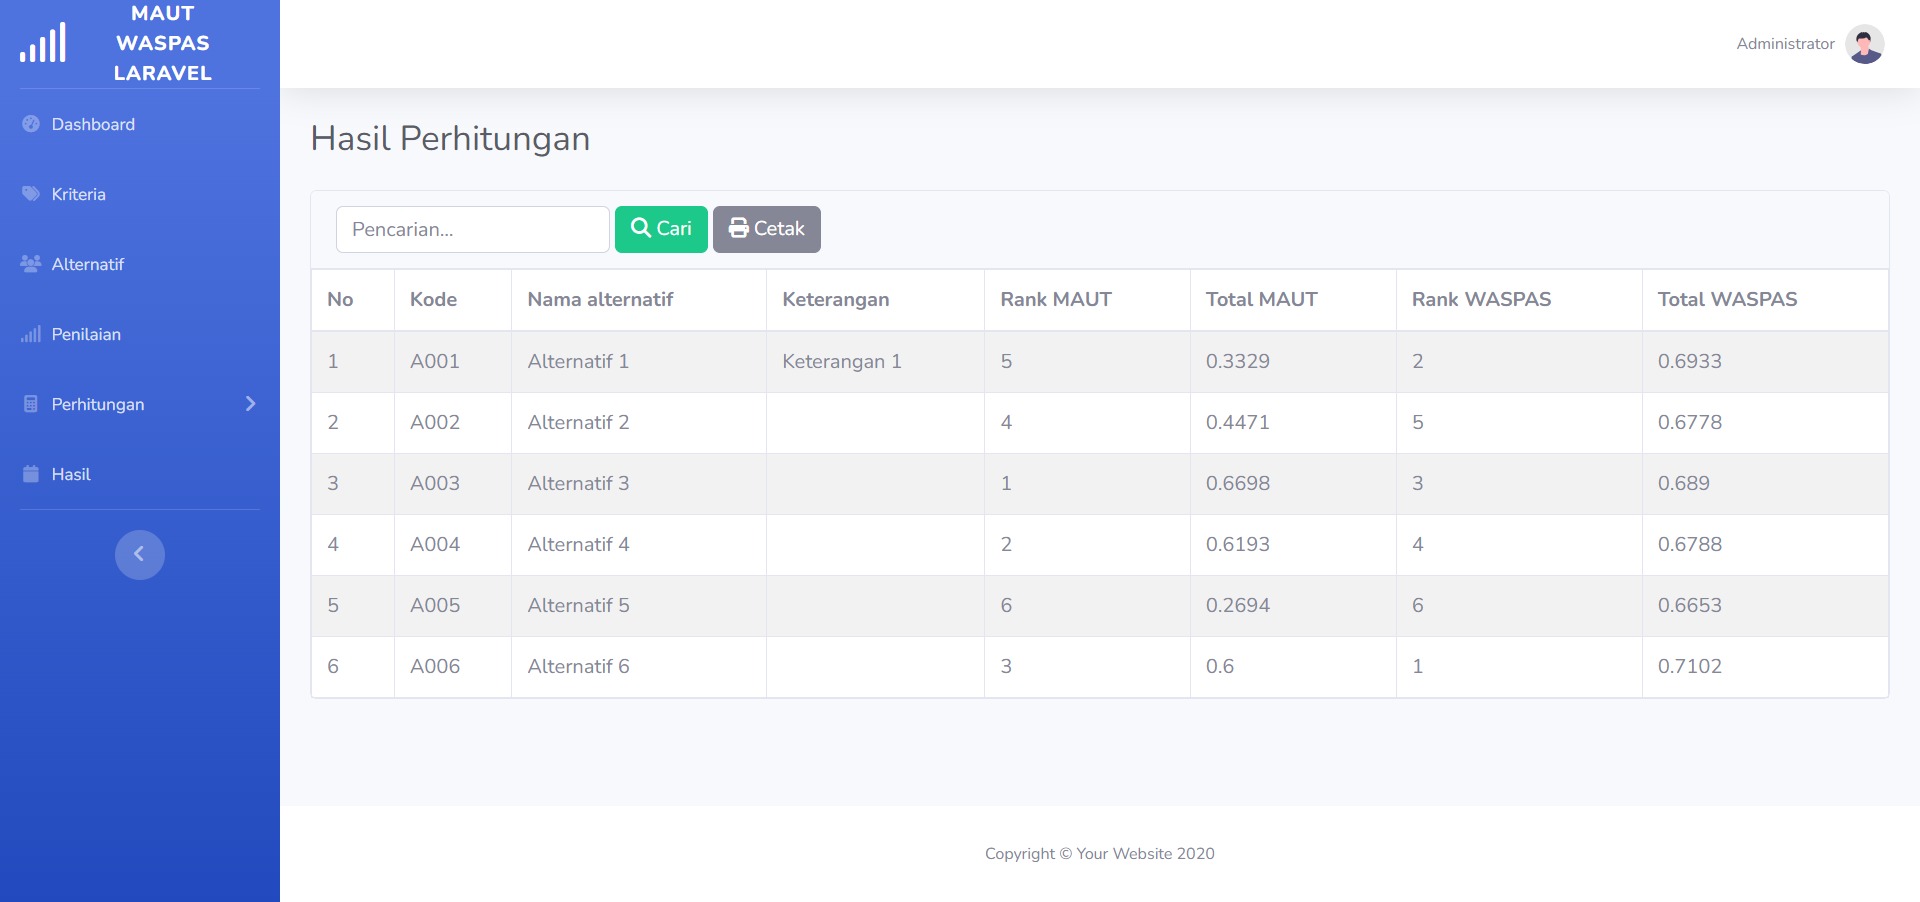 MAUT
WASPAS
LARAVEL
Dashboard
Kriteria
Alternatif
Penilaian
Perhitungan
Hasil
Administrator
Hasil Perhitungan
Pencarian... Cari Cetak
No Kode Nama alternatif Keterangan Rank MAUT Total MAUT Rank WASPAS Total WASPAS
1 A001 Alternatif 1 Keterangan 1 5 0.3329 2 0.6933
2 A002 Alternatif 2 4 0.4471 5 0.6778
3 A003 Alternatif 3 1 0.6698 3 0.689
4 A004 Alternatif 4 2 0.6193 4 0.6788
5 A005 Alternatif 5 6 0.2694 6 0.6653
6 A006 Alternatif 6 3 0.6 1 0.7102
Copyright © Your Website 2020